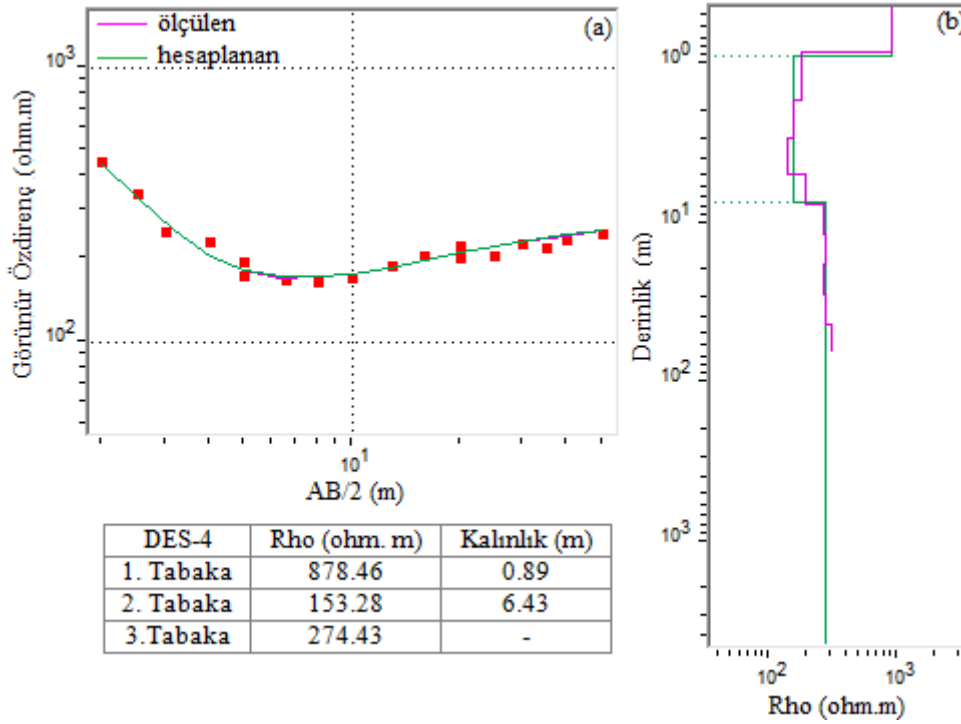 ölçülen
hesaplanan
(a)
10³
10²
Görünür Özdirenç (ohm.m)
10¹
AB/2 (m)
(b)
10⁰
10¹
10²
10³
Derinlik (m)
10² 10³
Rho (ohm.m)
DES-4 Rho (ohm. m) Kalınlık (m)
1. Tabaka 878.46 0.89
2. Tabaka 153.28 6.43
3.Tabaka 274.43 -